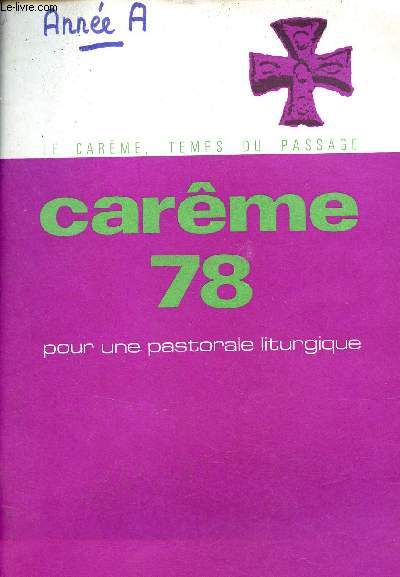 Le-livre.com
Année A
LE CARÊME, TEMPS DU PASSAGE
carême
78
pour une pastorale liturgique